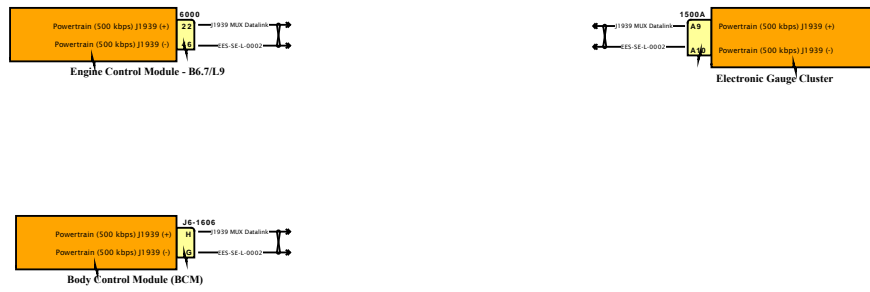 6000
Powertrain (500 kbps) J1939 (+) 22 J1939 MUX Datalink
Powertrain (500 kbps) J1939 (-) EES-SE-L-0002
Engine Control Module - B6.7/L9
1500A
J1939 MUX Datalink A9 Powertrain (500 kbps) J1939 (+)
EES-SE-L-0002 A10 Powertrain (500 kbps) J1939 (-)
Electronic Gauge Cluster
J6-1606
Powertrain (500 kbps) J1939 (+) H J1939 MUX Datalink
Powertrain (500 kbps) J1939 (-) G EES-SE-L-0002
Body Control Module (BCM)